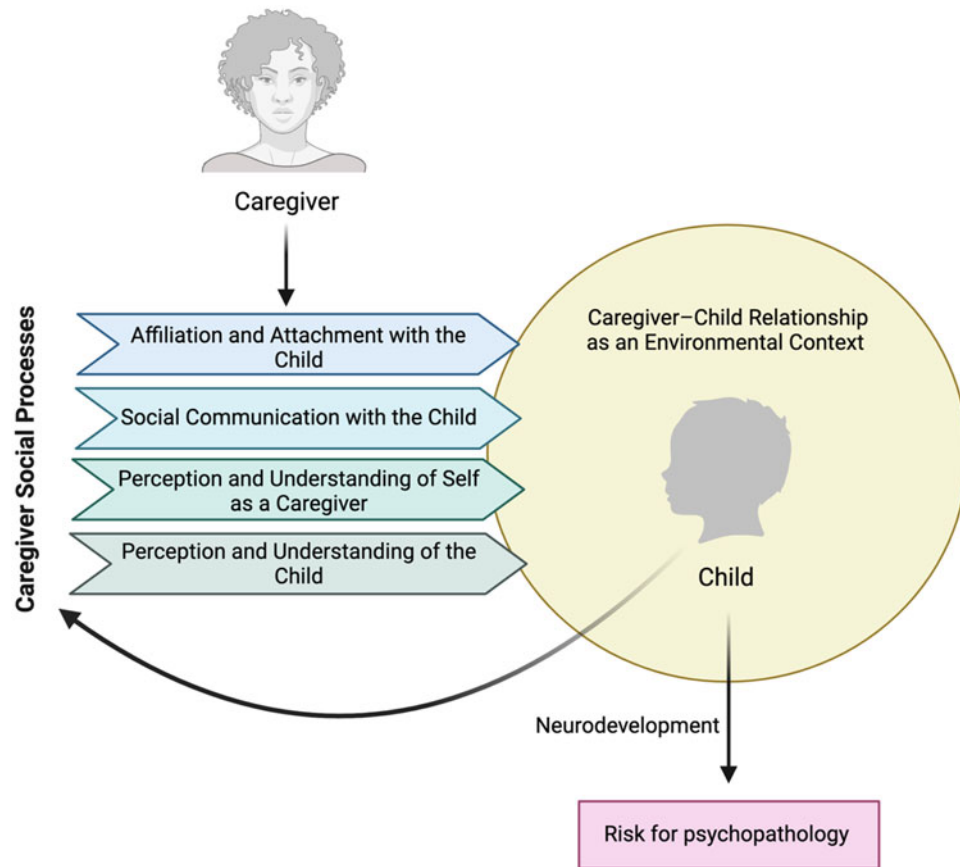 Caregiver
Caregiver Social Processes
Affiliation and Attachment with the
Child
Social Communication with the Child
Perception and Understanding of Self
as a Caregiver
Perception and Understanding of the
Child
Caregiver–Child Relationship
as an Environmental Context
Child
Neurodevelopment
Risk for psychopathology